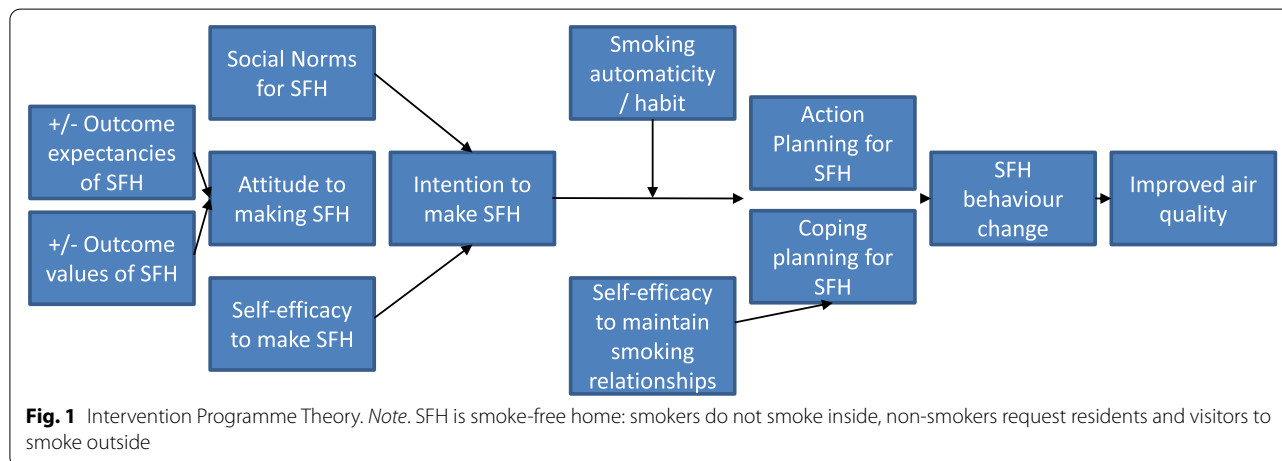 Social Norms
for SFH
+/- Outcome
expectancies
of SFH
+/- Outcome
values of SFH
Attitude to
making SFH
Self-efficacy
to make SFH
Intention to
make SFH
Smoking
automaticity
/ habit
Self-efficacy
to maintain
smoking
relationships
Action
Planning for
SFH
Coping
planning for
SFH
SFH
behaviour
change
Improved air
quality
Fig. 1 Intervention Programme Theory. Note. SFH is smoke-free home: smokers do not smoke inside, non-smokers request residents and visitors to
smoke outside